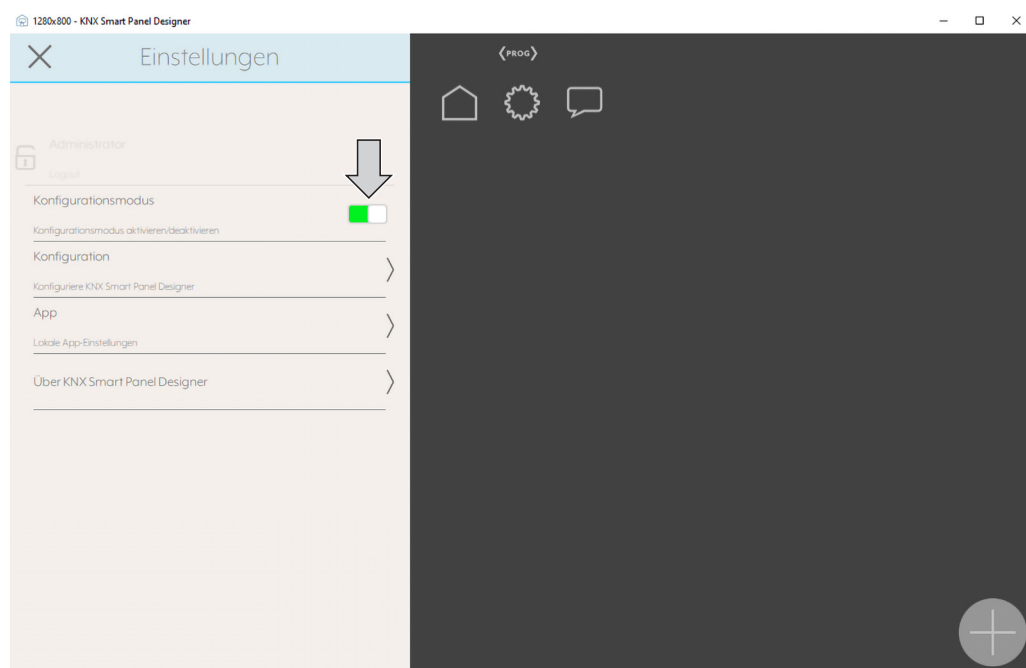 1280x800 - KNX Smart Panel Designer
Einstellungen
PROG
Administrator
Logout
Konfigurationsmodus
Konfigurationsmodus aktivieren/deaktivieren
Konfiguration
Konfiguriere KNX Smart Panel Designer
App
Lokale App-Einstellungen
Über KNX Smart Panel Designer